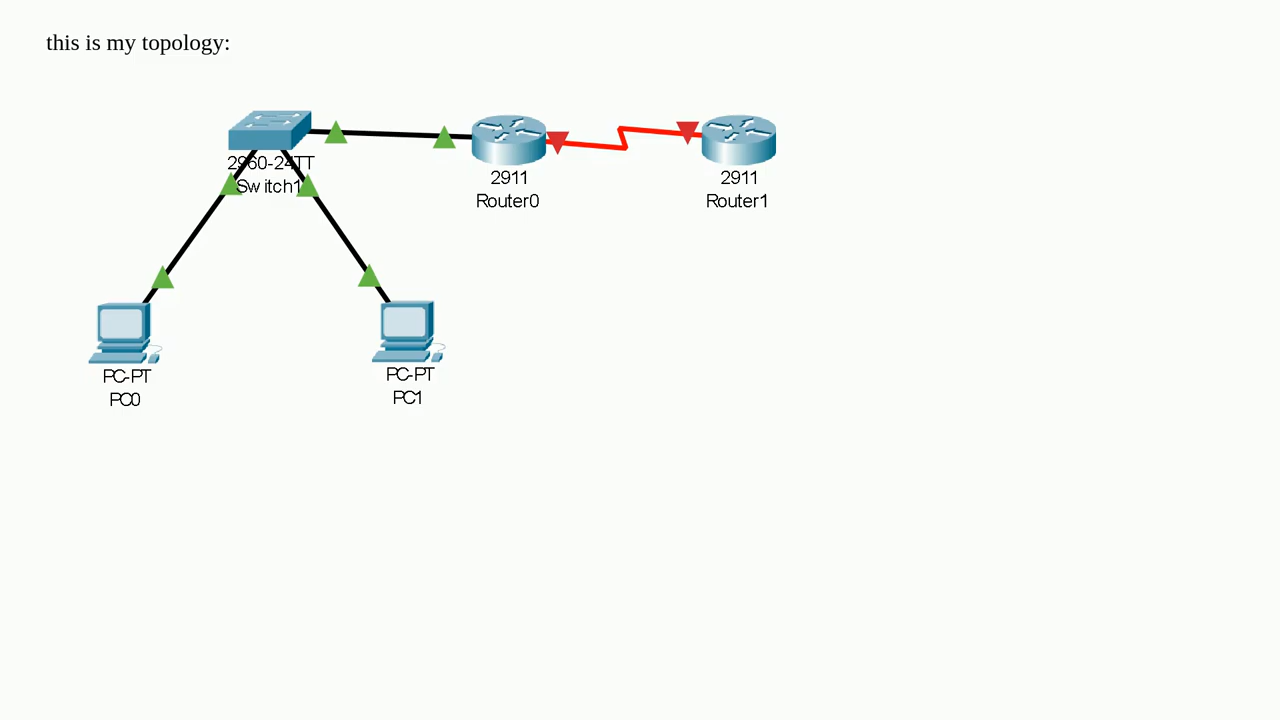 this is my topology:
2960-24TT
Switch1
2911
Router0
2911
Router1
PC-PT
PC0
PC-PT
PC1